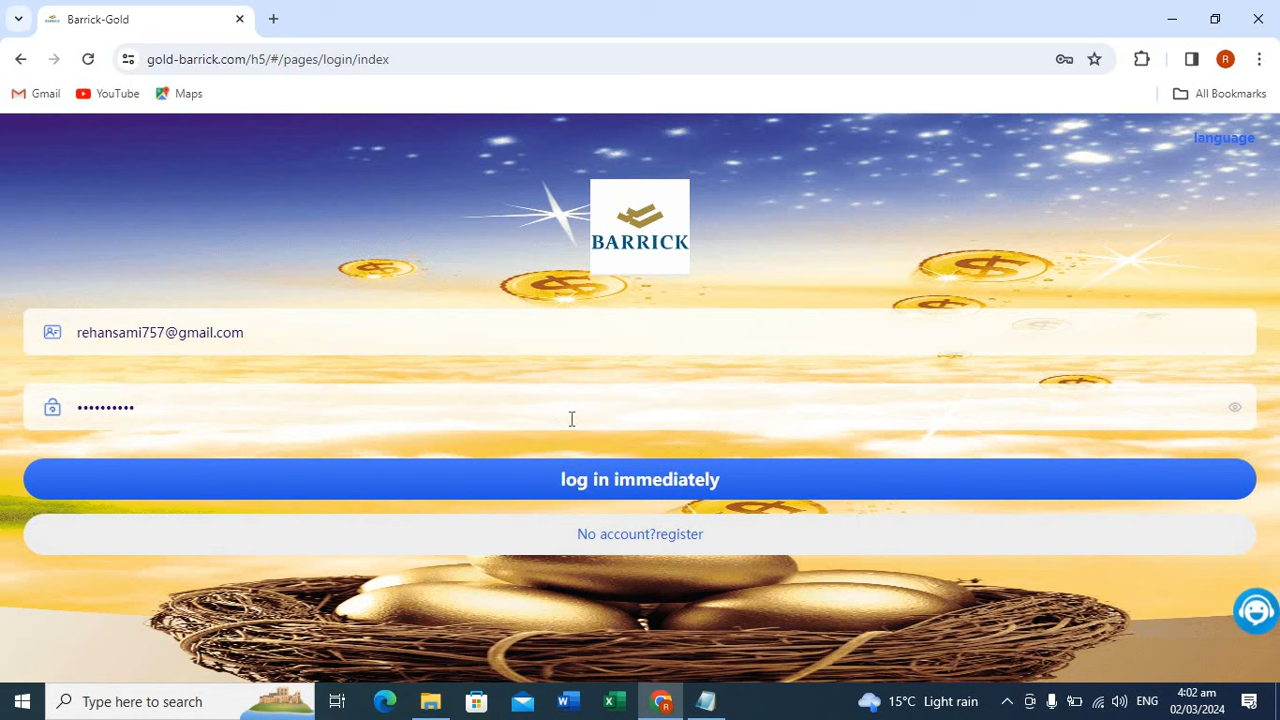 Barrick-Gold
gold-barrick.com/h5/#/pages/login/index
R
Gmail
YouTube
Maps
All Bookmarks
language
BARRICK
rehansami757@gmail.com
••••••••••
log in immediately
No account?register
Type here to search
15°C Light rain
ENG
4:02 am
02/03/2024